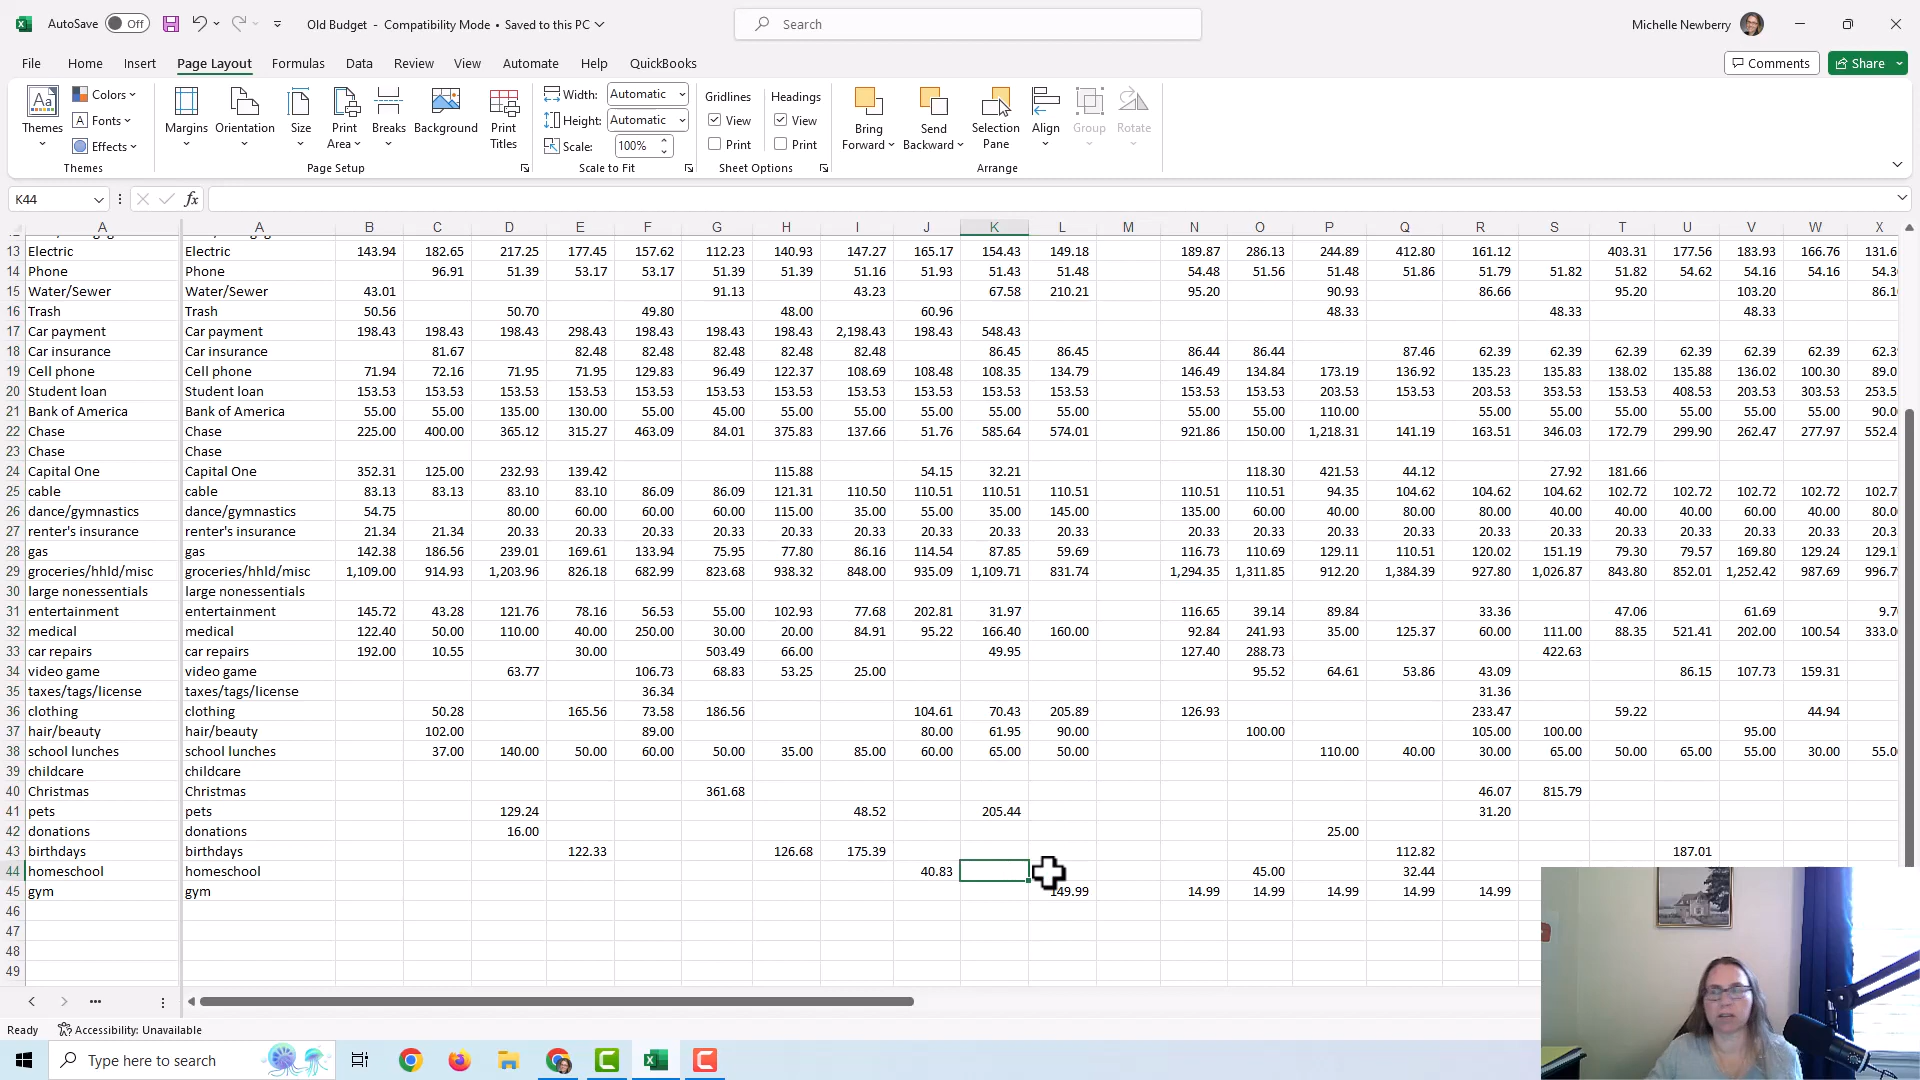 AutoSave Off Old Budget - Compatibility Mode • Saved to this PC Search Michelle Newberry
File Home Insert Page Layout Formulas Data Review View Automate Help QuickBooks Comments Share
Themes Colors Fonts Effects Margins Orientation Size Print Area Breaks Background Print Titles Width: Automatic Height: Automatic Scale: 100% Gridlines View Print Headings View Print Bring Forward Send Backward Selection Pane Align Group Rotate
Themes Page Setup Scale to Fit Sheet Options Arrange
K44 fx
A A B C D E F G H I J K L M N O P Q R S T U V W X
13 Electric Electric 143.94 182.65 217.25 177.45 157.62 112.23 140.93 147.27 165.17 154.43 149.18 189.87 286.13 244.89 412.80 161.12 403.31 177.56 183.93 166.76 131.6
14 Phone Phone 96.91 51.39 53.17 53.17 51.39 51.39 51.16 51.93 51.43 51.48 54.48 51.56 51.48 51.86 51.79 51.82 51.82 54.62 54.16 54.16 54.3
15 Water/Sewer Water/Sewer 43.01 91.13 43.23 67.58 210.21 95.20 90.93 86.66 95.20 103.20 86.1
16 Trash Trash 50.56 50.70 49.80 48.00 60.96 48.33 48.33 48.33
17 Car payment Car payment 198.43 198.43 198.43 298.43 198.43 198.43 198.43 2,198.43 198.43 548.43
18 Car insurance Car insurance 81.67 82.48 82.48 82.48 82.48 82.48 86.45 86.45 86.44 86.44 87.46 62.39 62.39 62.39 62.39 62.39 62.39 62.3
19 Cell phone Cell phone 71.94 72.16 71.95 71.95 129.83 96.49 122.37 108.69 108.48 108.35 134.79 146.49 134.84 173.19 136.92 135.23 135.83 138.02 135.88 136.02 100.30 89.0
20 Student loan Student loan 153.53 153.53 153.53 153.53 153.53 153.53 153.53 153.53 153.53 153.53 153.53 153.53 153.53 203.53 153.53 203.53 353.53 153.53 408.53 203.53 303.53 253.5
21 Bank of America Bank of America 55.00 55.00 135.00 130.00 55.00 45.00 55.00 55.00 55.00 55.00 55.00 55.00 55.00 110.00 55.00 55.00 55.00 55.00 55.00 55.00 90.0
22 Chase Chase 225.00 400.00 365.12 315.27 463.09 84.01 375.83 137.66 51.76 585.64 574.01 921.86 150.00 1,218.31 141.19 163.51 346.03 172.79 299.90 262.47 277.97 552.4
23 Chase Chase
24 Capital One Capital One 352.31 125.00 232.93 139.42 115.88 54.15 32.21 118.30 421.53 44.12 27.92 181.66
25 cable cable 83.13 83.13 83.10 83.10 86.09 86.09 121.31 110.50 110.51 110.51 110.51 110.51 110.51 94.35 104.62 104.62 104.62 102.72 102.72 102.72 102.72 102.7
26 dance/gymnastics dance/gymnastics 54.75 80.00 60.00 60.00 60.00 115.00 35.00 55.00 35.00 145.00 135.00 60.00 40.00 80.00 80.00 40.00 40.00 40.00 60.00 40.00 80.0
27 renter's insurance renter's insurance 21.34 21.34 20.33 20.33 20.33 20.33 20.33 20.33 20.33 20.33 20.33 20.33 20.33 20.33 20.33 20.33 20.33 20.33 20.33 20.33 20.33 20.3
28 gas gas 142.38 186.56 239.01 169.61 133.94 75.95 77.80 86.16 114.54 87.85 59.69 116.73 110.69 129.11 110.51 120.02 151.19 79.30 79.57 169.80 129.24 129.1
29 groceries/hhld/misc groceries/hhld/misc 1,109.00 914.93 1,203.96 826.18 682.99 823.68 938.32 848.00 935.09 1,109.71 831.74 1,294.35 1,311.85 912.20 1,384.39 927.80 1,026.87 843.80 852.01 1,252.42 987.69 996.7
30 large nonessentials large nonessentials
31 entertainment entertainment 145.72 43.28 121.76 78.16 56.53 55.00 102.93 77.68 202.81 31.97 116.65 39.14 89.84 33.36 47.06 61.69 9.7
32 medical medical 122.40 50.00 110.00 40.00 250.00 30.00 20.00 84.91 95.22 166.40 160.00 92.84 241.93 35.00 125.37 60.00 111.00 88.35 521.41 202.00 100.54 333.0
33 car repairs car repairs 192.00 10.55 30.00 503.49 66.00 49.95 127.40 288.73 422.63
34 video game video game 63.77 106.73 68.83 53.25 25.00 95.52 64.61 53.86 43.09 86.15 107.73 159.31
35 taxes/tags/license taxes/tags/license 36.34 31.36
36 clothing clothing 50.28 165.56 73.58 186.56 104.61 70.43 205.89 126.93 233.47 59.22 44.94
37 hair/beauty hair/beauty 102.00 89.00 80.00 61.95 90.00 100.00 105.00 100.00 95.00
38 school lunches school lunches 37.00 140.00 50.00 60.00 50.00 35.00 85.00 60.00 65.00 50.00 110.00 40.00 30.00 65.00 50.00 65.00 55.00 30.00 55.0
39 childcare childcare
40 Christmas Christmas 361.68 46.07 815.79
41 pets pets 129.24 48.52 205.44 31.20
42 donations donations 16.00 25.00
43 birthdays birthdays 122.33 126.68 175.39 112.82 187.01
44 homeschool homeschool 40.83 45.00 32.44
45 gym gym 149.99 14.99 14.99 14.99 14.99 14.99
46
47
48
49
Ready Accessibility: Unavailable
Type here to search